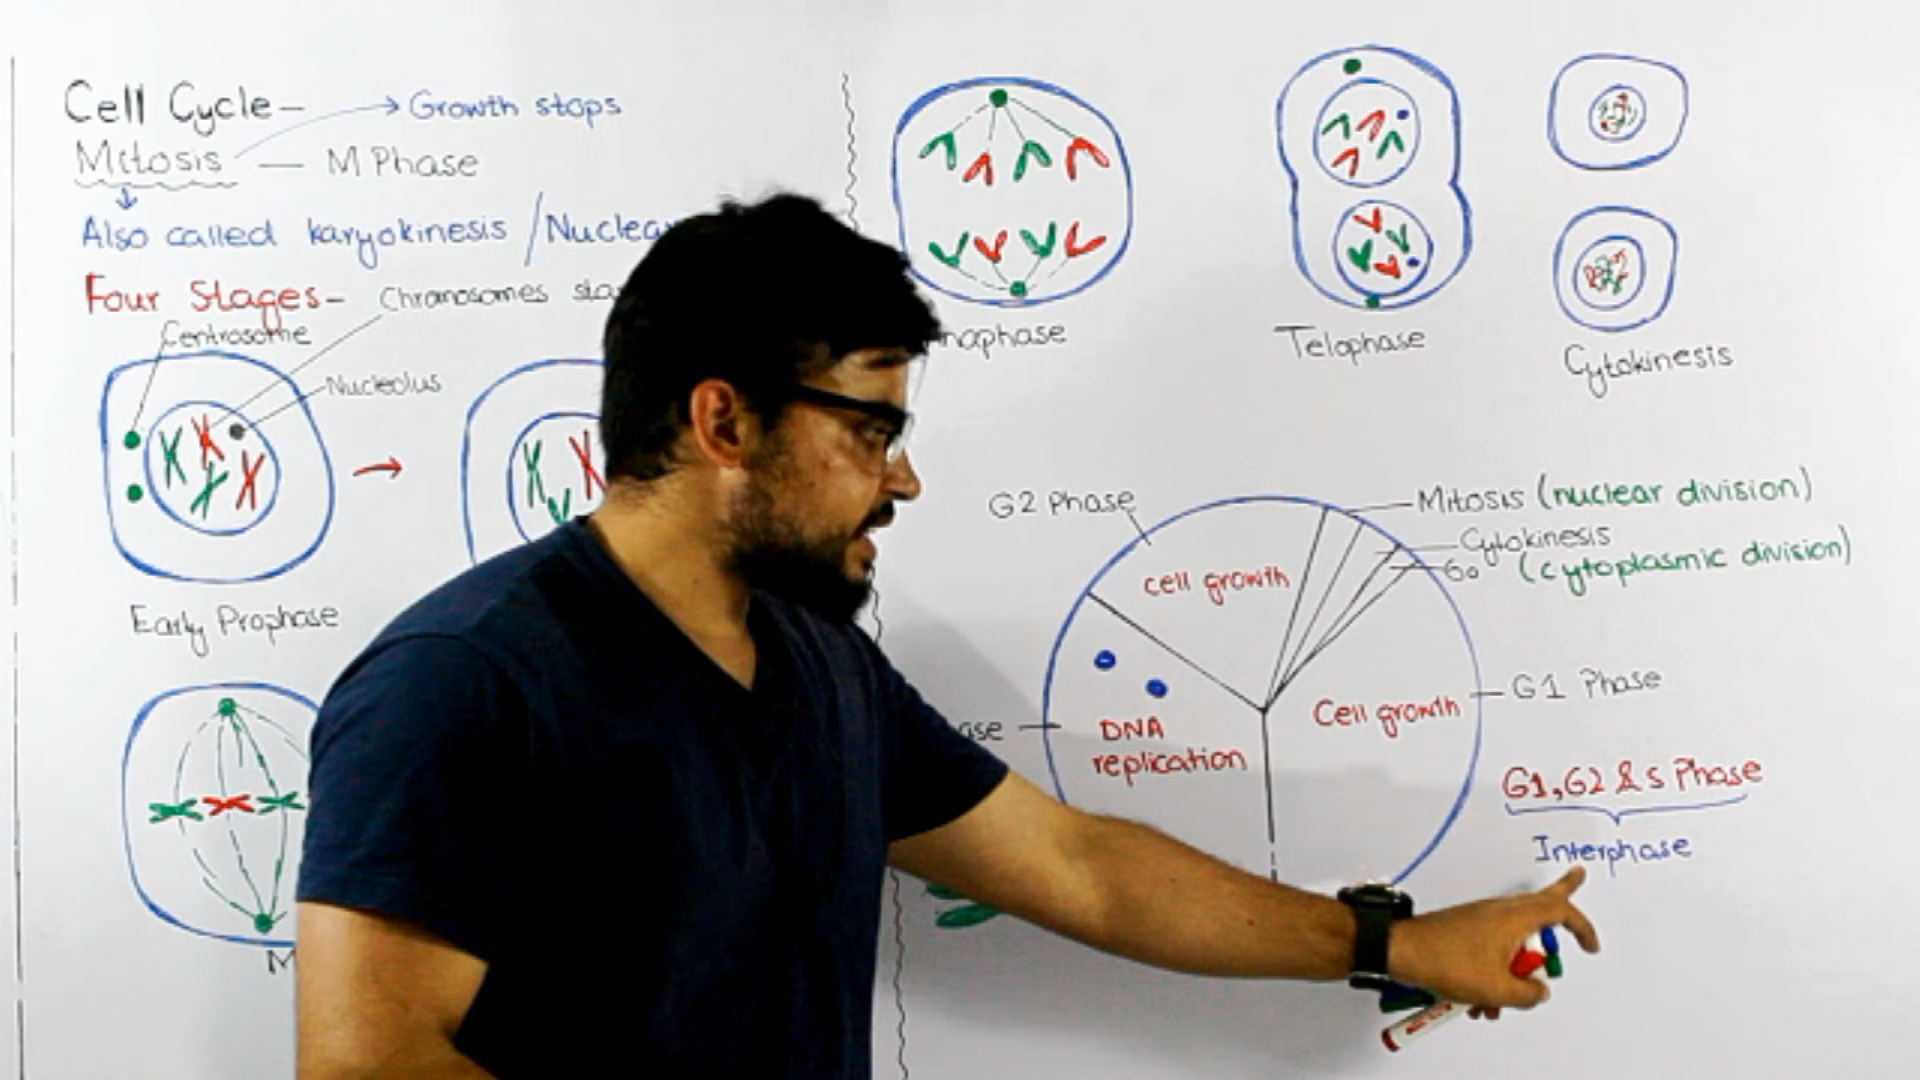 Cell Cycle-
Growth stops
Mitosis — M Phase
Also called karyokinesis / Nuclear
Four Stages- Chromosomes
Centrosome
Nucleolus
Early Prophase
M
Telophase
Cytokinesis
G2 Phase
Mitosis (nuclear division)
Cytokinesis
Go (cytoplasmic division)
cell growth
G1 Phase
Cell growth
DNA
replication
G1, G2 & S Phase
Interphase